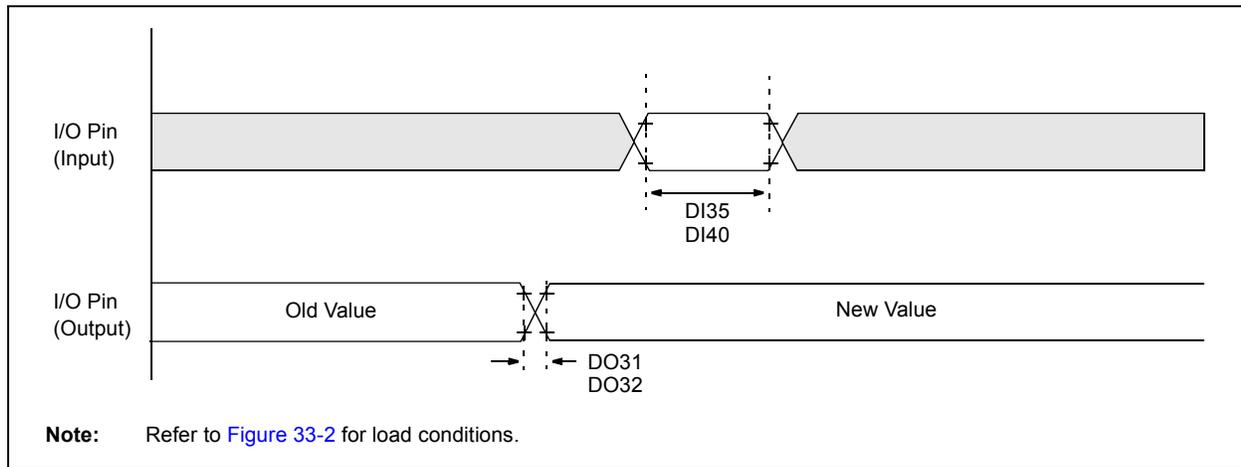 I/O Pin
(Input)
DI35
DI40
I/O Pin
(Output)
Old Value
New Value
DO31
DO32
Note: Refer to Figure 33-2 for load conditions.